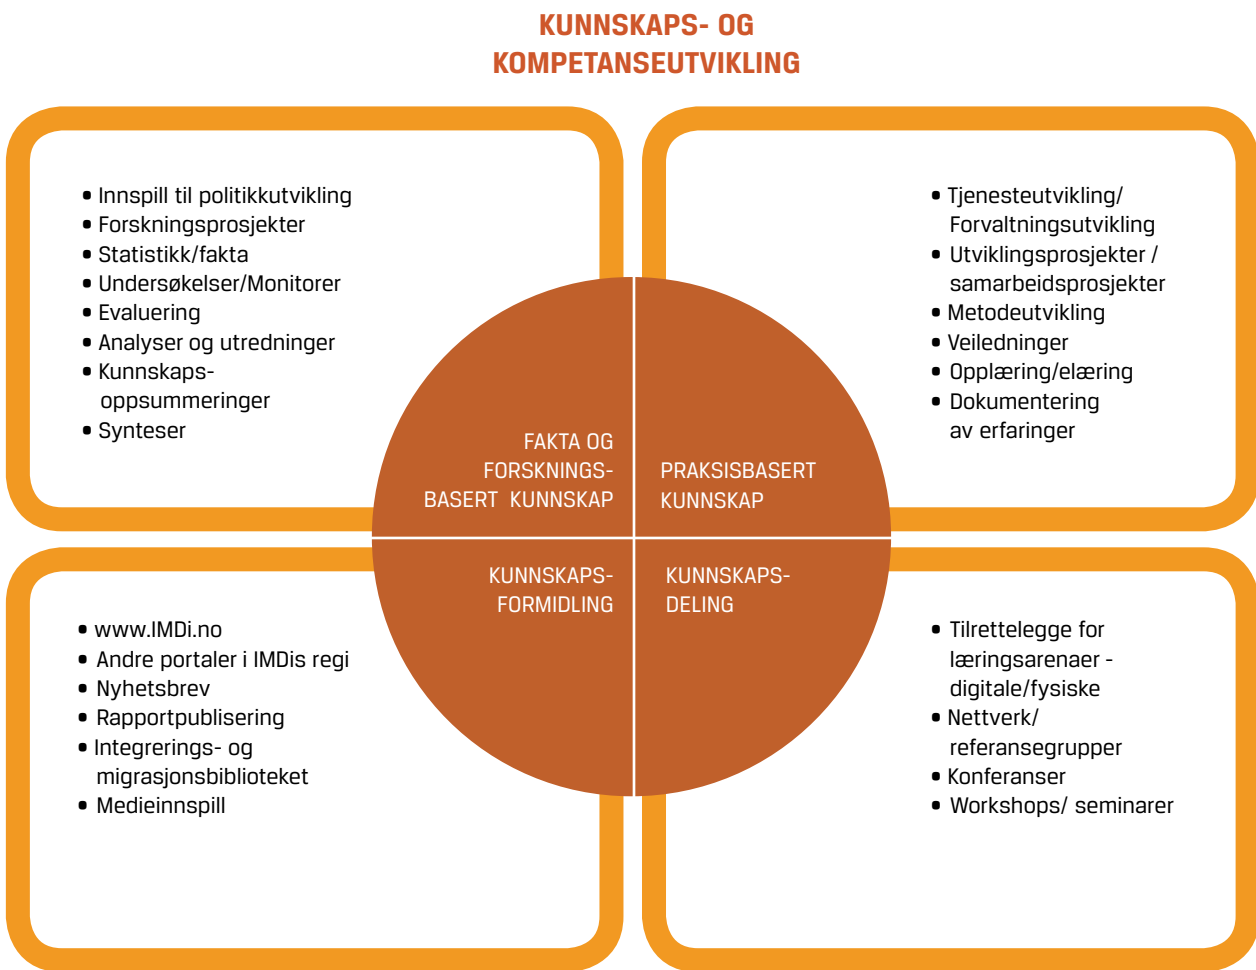 KUNNSKAPS- OG
KOMPETANSEUTVIKLING
• Innspill til politikkutvikling
• Forskningsprosjekter
• Statistikk/fakta
• Undersøkelser/Monitorer
• Evaluering
• Analyser og utredninger
• Kunnskaps-
oppsummeringer
• Synteser
• Tjenesteutvikling/
Forvaltningsutvikling
• Utviklingsprosjekter /
samarbeidsprosjekter
• Metodeutvikling
• Veiledninger
• Opplæring/elæring
• Dokumentering
av erfaringer
FAKTA OG
FORSKNINGS-
BASERT KUNNSKAP
PRAKSISBASERT
KUNNSKAP
KUNNSKAPS-
FORMIDLING
KUNNSKAPS-
DELING
• www.IMDi.no
• Andre portaler i IMDis regi
• Nyhetsbrev
• Rapportpublisering
• Integrerings- og
migrasjonsbiblioteket
• Medieinnspill
• Tilrettelegge for
læringsarenaer -
digitale/fysiske
• Nettverk/
referansegrupper
• Konferanser
• Workshops/ seminarer